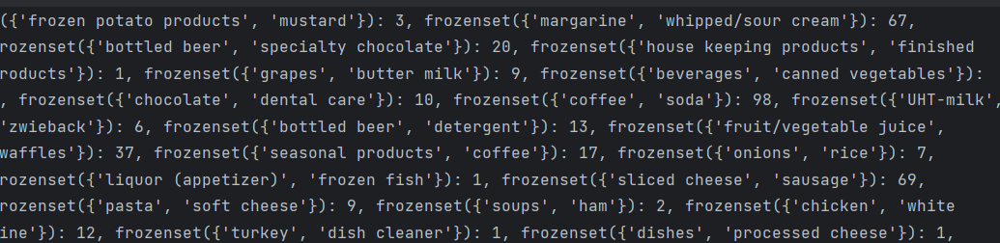 ({'frozen potato products', 'mustard'}): 3, frozenset({'margarine', 'whipped/sour cream'}): 67,
rozenset({'bottled beer', 'specialty chocolate'}): 20, frozenset({'house keeping products', 'finished
roducts'}): 1, frozenset({'grapes', 'butter milk'}): 9, frozenset({'beverages', 'canned vegetables'}):
, frozenset({'chocolate', 'dental care'}): 10, frozenset({'coffee', 'soda'}): 98, frozenset({'UHT-milk',
'zwieback'}): 6, frozenset({'bottled beer', 'detergent'}): 13, frozenset({'fruit/vegetable juice',
waffles'}): 37, frozenset({'seasonal products', 'coffee'}): 17, frozenset({'onions', 'rice'}): 7,
rozenset({'liquor (appetizer)', 'frozen fish'}): 1, frozenset({'sliced cheese', 'sausage'}): 69,
rozenset({'pasta', 'soft cheese'}): 9, frozenset({'soups', 'ham'}): 2, frozenset({'chicken', 'white
ine'}): 12, frozenset({'turkey', 'dish cleaner'}): 1, frozenset({'dishes', 'processed cheese'}): 1,